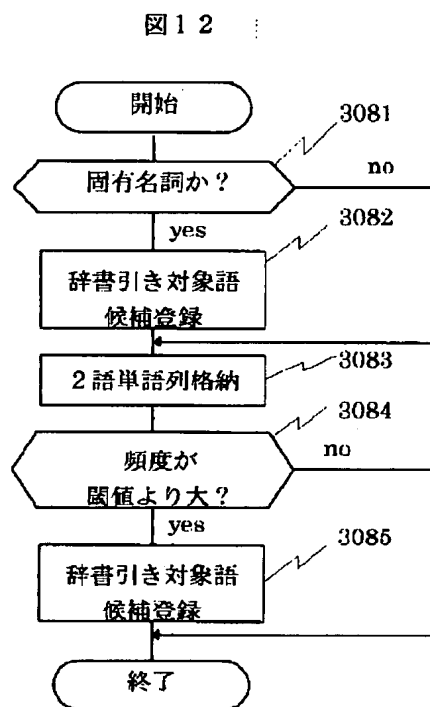 図12
開始
3081
固有名詞か?
no
yes
3082
辞書引き対象語
候補登録
3083
2語単語列格納
3084
頻度が
閾値より大?
no
yes
3085
辞書引き対象語
候補登録
終了